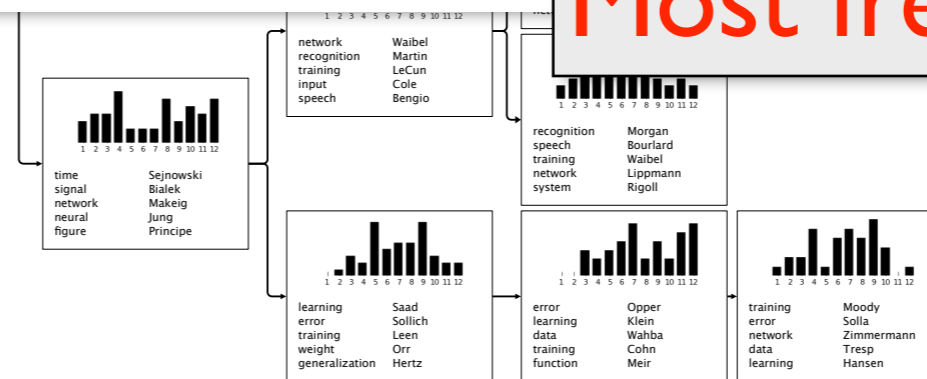 Most fre
1 2 3 4 5 6 7 8 9 10 11 12
network Waibel
recognition Martin
training LeCun
input Cole
speech Bengio
1 2 3 4 5 6 7 8 9 10 11 12
recognition Morgan
speech Bourlard
training Waibel
network Lippmann
system Rigoll
1 2 3 4 5 6 7 8 9 10 11 12
time Sejnowski
signal Bialek
network Makeig
neural Jung
figure Principe
1 2 3 4 5 6 7 8 9 10 11 12
learning Saad
error Sollich
training Leen
weight Orr
generalization Hertz
1 2 3 4 5 6 7 8 9 10 11 12
error Opper
learning Klein
data Wahba
training Cohn
function Meir
1 2 3 4 5 6 7 8 9 10 11 12
training Moody
error Solla
network Zimmermann
data Tresp
learning Hansen